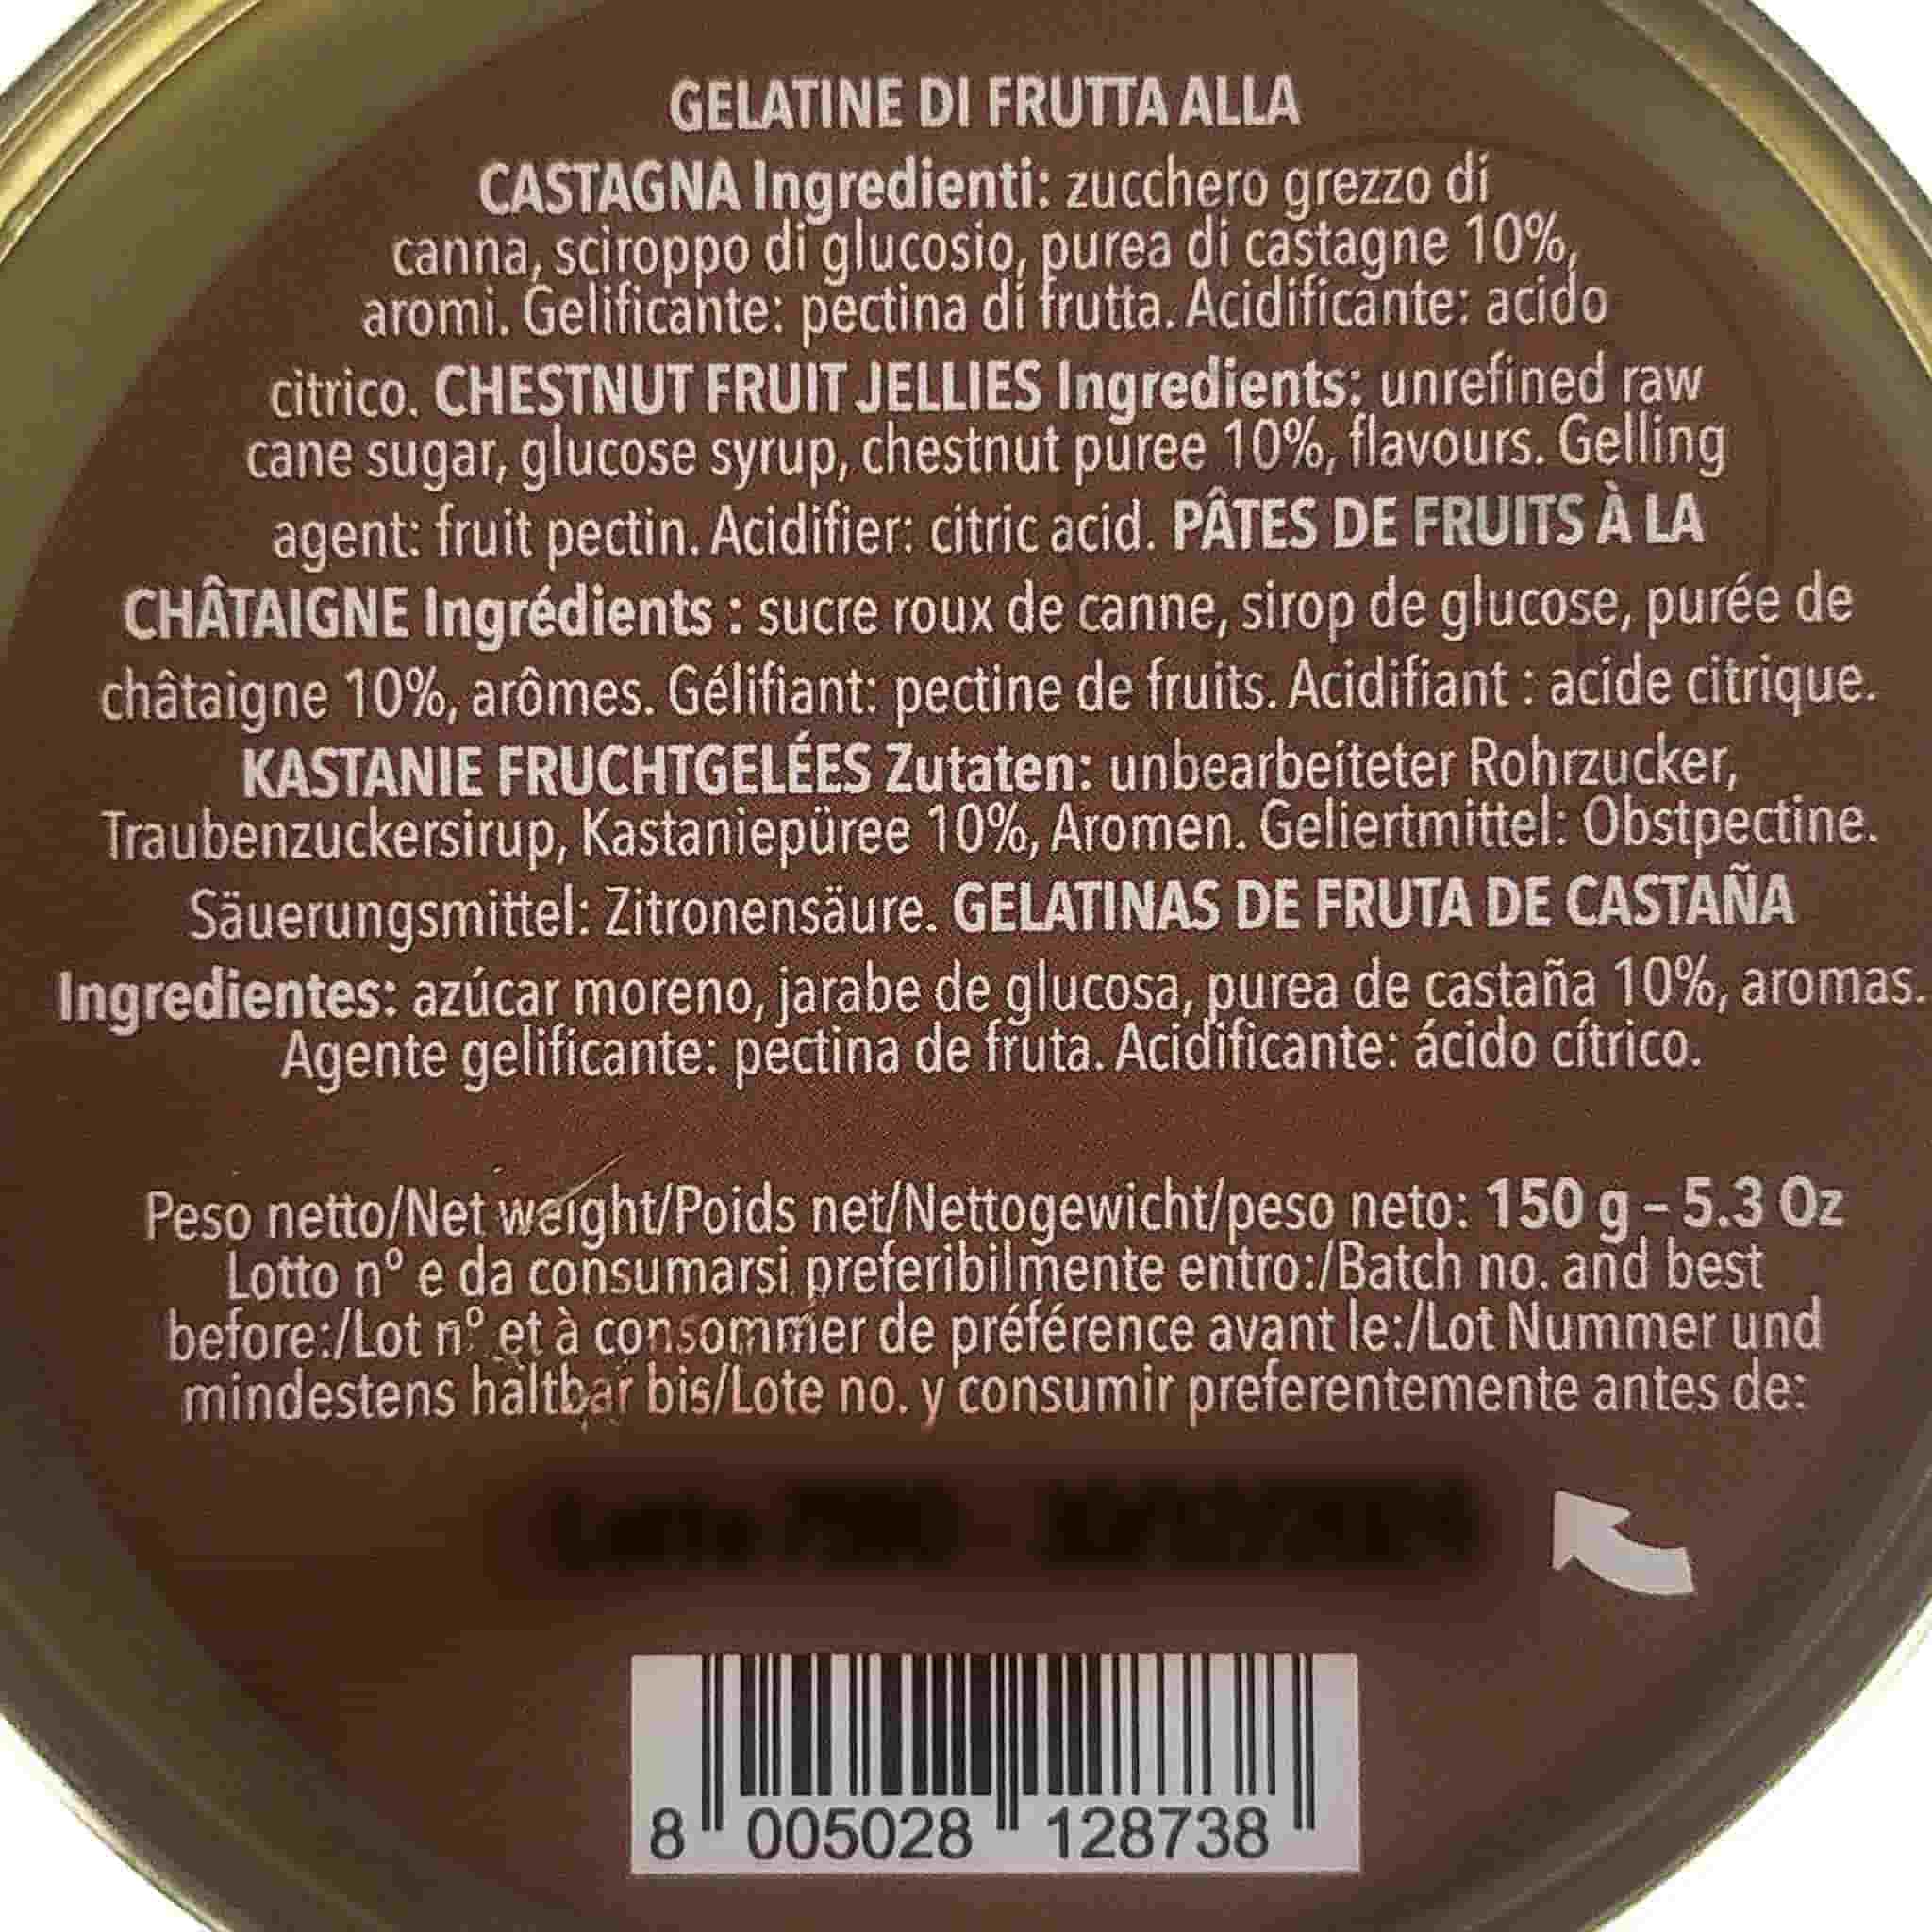 GELATINE DI FRUTTA ALLA
CASTAGNA Ingredienti: zucchero grezzo di
canna, sciroppo di glucosio, purea di castagne 10%,
aromi. Gelificante: pectina di frutta. Acidificante: acido
citrico. CHESTNUT FRUIT JELLIES Ingredients: unrefined raw
cane sugar, glucose syrup, chestnut puree 10%, flavours. Gelling
agent: fruit pectin. Acidifier: citric acid. PÂTES DE FRUITS À LA
CHÂTAIGNE Ingrédients : sucre roux de canne, sirop de glucose, purée de
châtaigne 10%, arômes. Gélifiant: pectine de fruits. Acidifiant : acide citrique.
KASTANIE FRUCHTGELÉES Zutaten: unbearbeiteter Rohrzucker,
Traubenzuckersirup, Kastaniepüree 10%, Aromen. Geliertmittel: Obstpectine.
Säuerungsmittel: Zitronensäure. GELATINAS DE FRUTA DE CASTAÑA
Ingredientes: azúcar moreno, jarabe de glucosa, purea de castaña 10%, aromas.
Agente gelificante: pectina de fruta. Acidificante: ácido cítrico.
Peso netto/Net weight/Poids net/Nettogewicht/peso neto: 150 g – 5.3 Oz
Lotto n° e da consumarsi preferibilmente entro:/Batch no. and best
before:/Lot n° et à consommer de préférence avant le:/Lot Nummer und
mindestens haltbar bis/Lote no. y consumir preferentemente antes de:
8 005028 128738